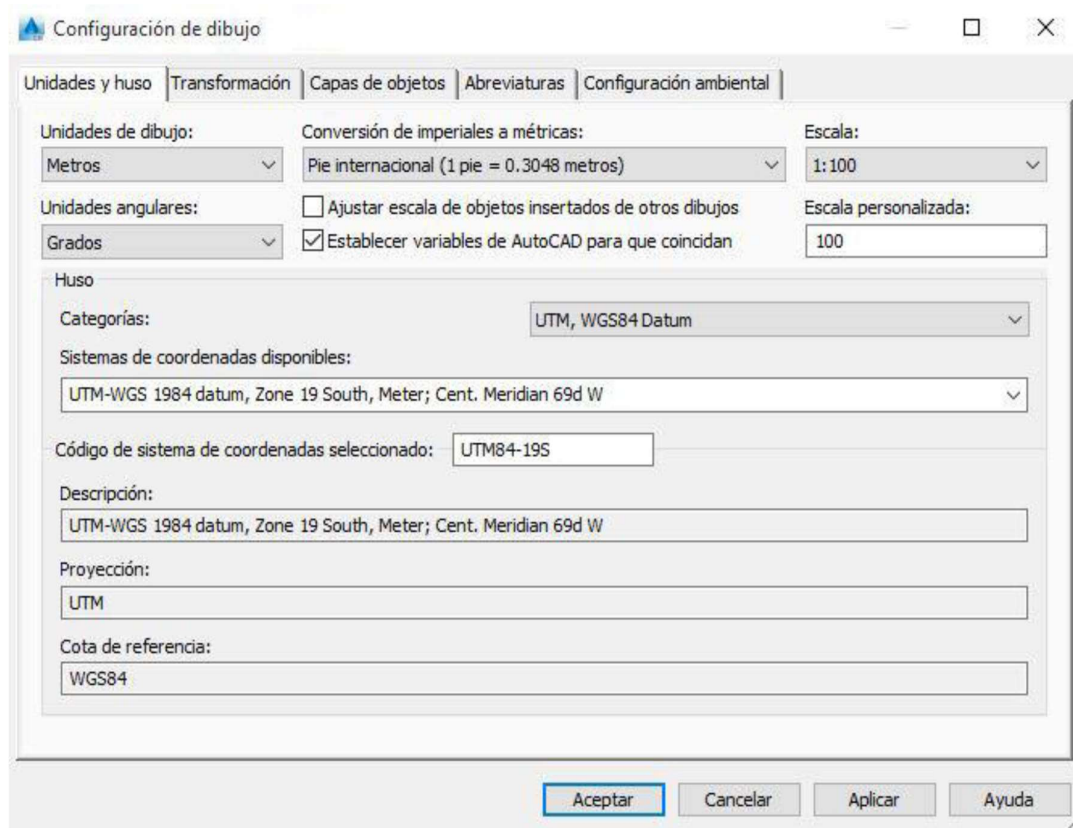 Configuración de dibujo
Unidades y huso Transformación Capas de objetos Abreviaturas Configuración ambiental
Unidades de dibujo: Conversión de imperiales a métricas: Escala:
Metros Pie internacional (1 pie = 0.3048 metros) 1:100
Unidades angulares: Ajustar escala de objetos insertados de otros dibujos Escala personalizada:
Grados Establecer variables de AutoCAD para que coincidan 100
Huso
Categorías: UTM, WGS84 Datum
Sistemas de coordenadas disponibles:
UTM-WGS 1984 datum, Zone 19 South, Meter; Cent. Meridian 69d W
Código de sistema de coordenadas seleccionado: UTM84-19S
Descripción:
UTM-WGS 1984 datum, Zone 19 South, Meter; Cent. Meridian 69d W
Proyección:
UTM
Cota de referencia:
WGS84
Aceptar Cancelar Aplicar Ayuda